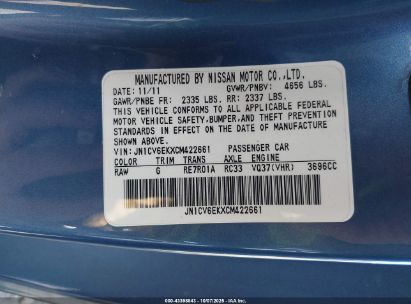 MANUFACTURED BY NISSAN MOTOR CO.,LTD.
DATE: 11/11 GVWR/PNBV: 4656 LBS.
GAWR/PNBE FR: 2335 LBS. RR: 2337 LBS.
THIS VEHICLE CONFORMS TO ALL APPLICABLE FEDERAL
MOTOR VEHICLE SAFETY,BUMPER,AND THEFT PREVENTION
STANDARDS IN EFFECT ON THE DATE OF MANUFACTURE
SHOWN ABOVE.
VIN:JN1CV6EKXCM422661 PASSENGER CAR
COLOR TRIM TRANS AXLE ENGINE
RAW G RE7R01A RC33 VQ37(VHR) 3696CC
JN1CV6EKXCM422661